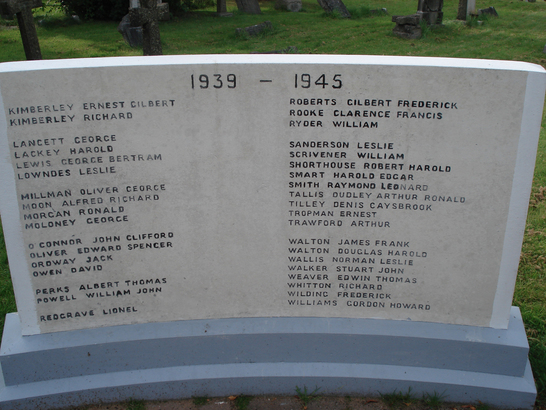 1939 – 1945
KIMBERLEY ERNEST GILBERT
KIMBERLEY RICHARD
LANCETT GEORGE
LACKEY HAROLD
LEWIS GEORGE BERTRAM
LOWNDES LESLIE
MILLMAN OLIVER GEORGE
MOON ALFRED RICHARD
MORGAN RONALD
MOLONEY GEORGE
O CONNOR JOHN CLIFFORD
OLIVER EDWARD SPENCER
ORDWAY JACK
OWEN DAVID
PERKS ALBERT THOMAS
POWELL WILLIAM JOHN
REDGRAVE LIONEL
ROBERTS GILBERT FREDERICK
ROOKE CLARENCE FRANCIS
RYDER WILLIAM
SANDERSON LESLIE
SCRIVENER WILLIAM
SHORTHOUSE ROBERT HAROLD
SMART HAROLD EDGAR
SMITH RAYMOND LEONARD
TALLIS DUDLEY ARTHUR RONALD
TILLEY DENIS GAYSBROOK
TROPMAN ERNEST
TRAWFORD ARTHUR
WALTON JAMES FRANK
WALTON DOUGLAS HAROLD
WALLIS NORMAN LESLIE
WALKER STUART JOHN
WEAVER EDWIN THOMAS
WHITTON RICHARD
WILDING FREDERICK
WILLIAMS GORDON HOWARD